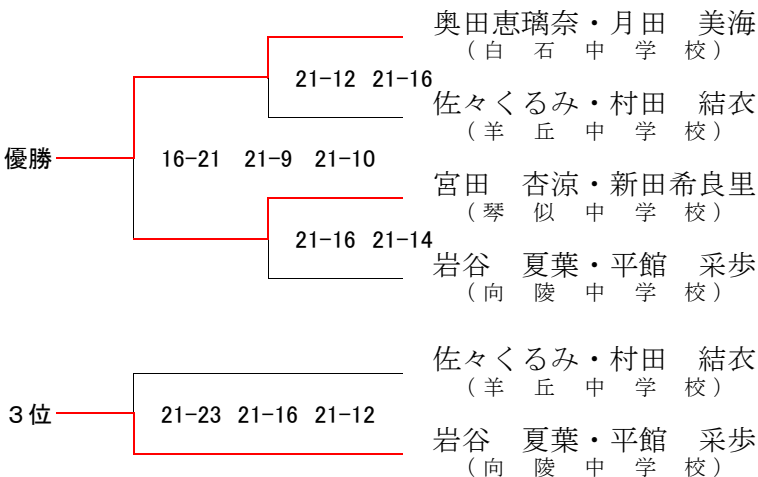 奥田恵璃奈・月田　美海
（白石中学校）
21-12 21-16
佐々くるみ・村田　結衣
（羊丘中学校）
優勝
16-21 21-9 21-10
宮田　杏涼・新田希良里
（琴似中学校）
21-16 21-14
岩谷　夏葉・平館　采歩
（向陵中学校）
佐々くるみ・村田　結衣
（羊丘中学校）
３位
21-23 21-16 21-12
岩谷　夏葉・平館　采歩
（向陵中学校）